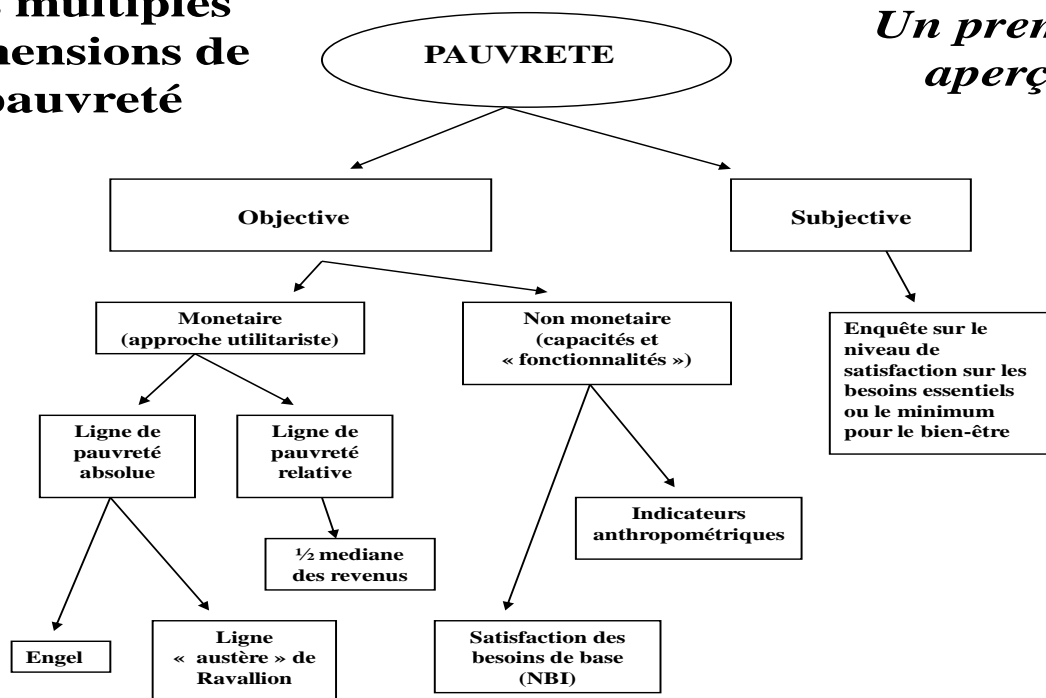 multiples
de
pauvreté
Un
PAUVRETE
Objective
Subjective
Monetaire
(approche utilitariste)
Non monetaire
(capacités et
« fonctionnalités »)
Enquête sur le
niveau de
satisfaction sur les
besoins essentiels
ou le minimum
pour le bien-être
Ligne de
pauvreté
absolue
Ligne de
pauvreté
relative
Indicateurs
anthropométriques
½ mediane
des revenus
Engel
Ligne
« austère » de
Ravallion
Satisfaction des
besoins de base
(NBI)